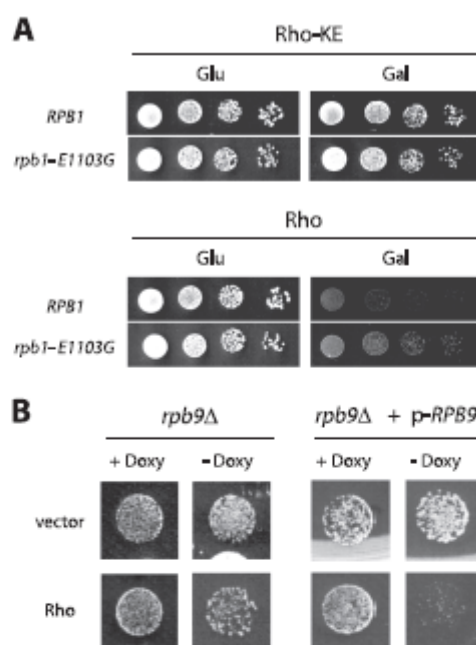 A
Rho-KE
Glu Gal
RPB1
rpb1-E1103G
Rho
Glu Gal
RPB1
rpb1-E1103G
B
rpb9Δ rpb9Δ + p-RPB9
+ Doxy - Doxy + Doxy - Doxy
vector
Rho